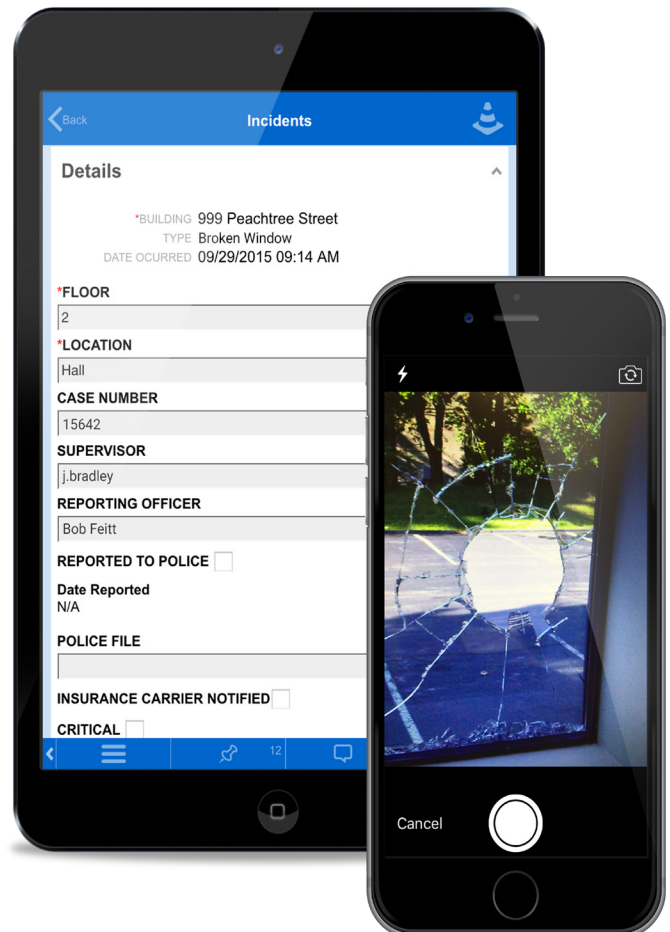 Back
Incidents
Details
*BUILDING 999 Peachtree Street
TYPE Broken Window
DATE OCURRED 09/29/2015 09:14 AM
*FLOOR
2
*LOCATION
Hall
CASE NUMBER
15642
SUPERVISOR
j.bradley
REPORTING OFFICER
Bob Feitt
REPORTED TO POLICE
Date Reported
N/A
POLICE FILE
INSURANCE CARRIER NOTIFIED
CRITICAL
12
Cancel